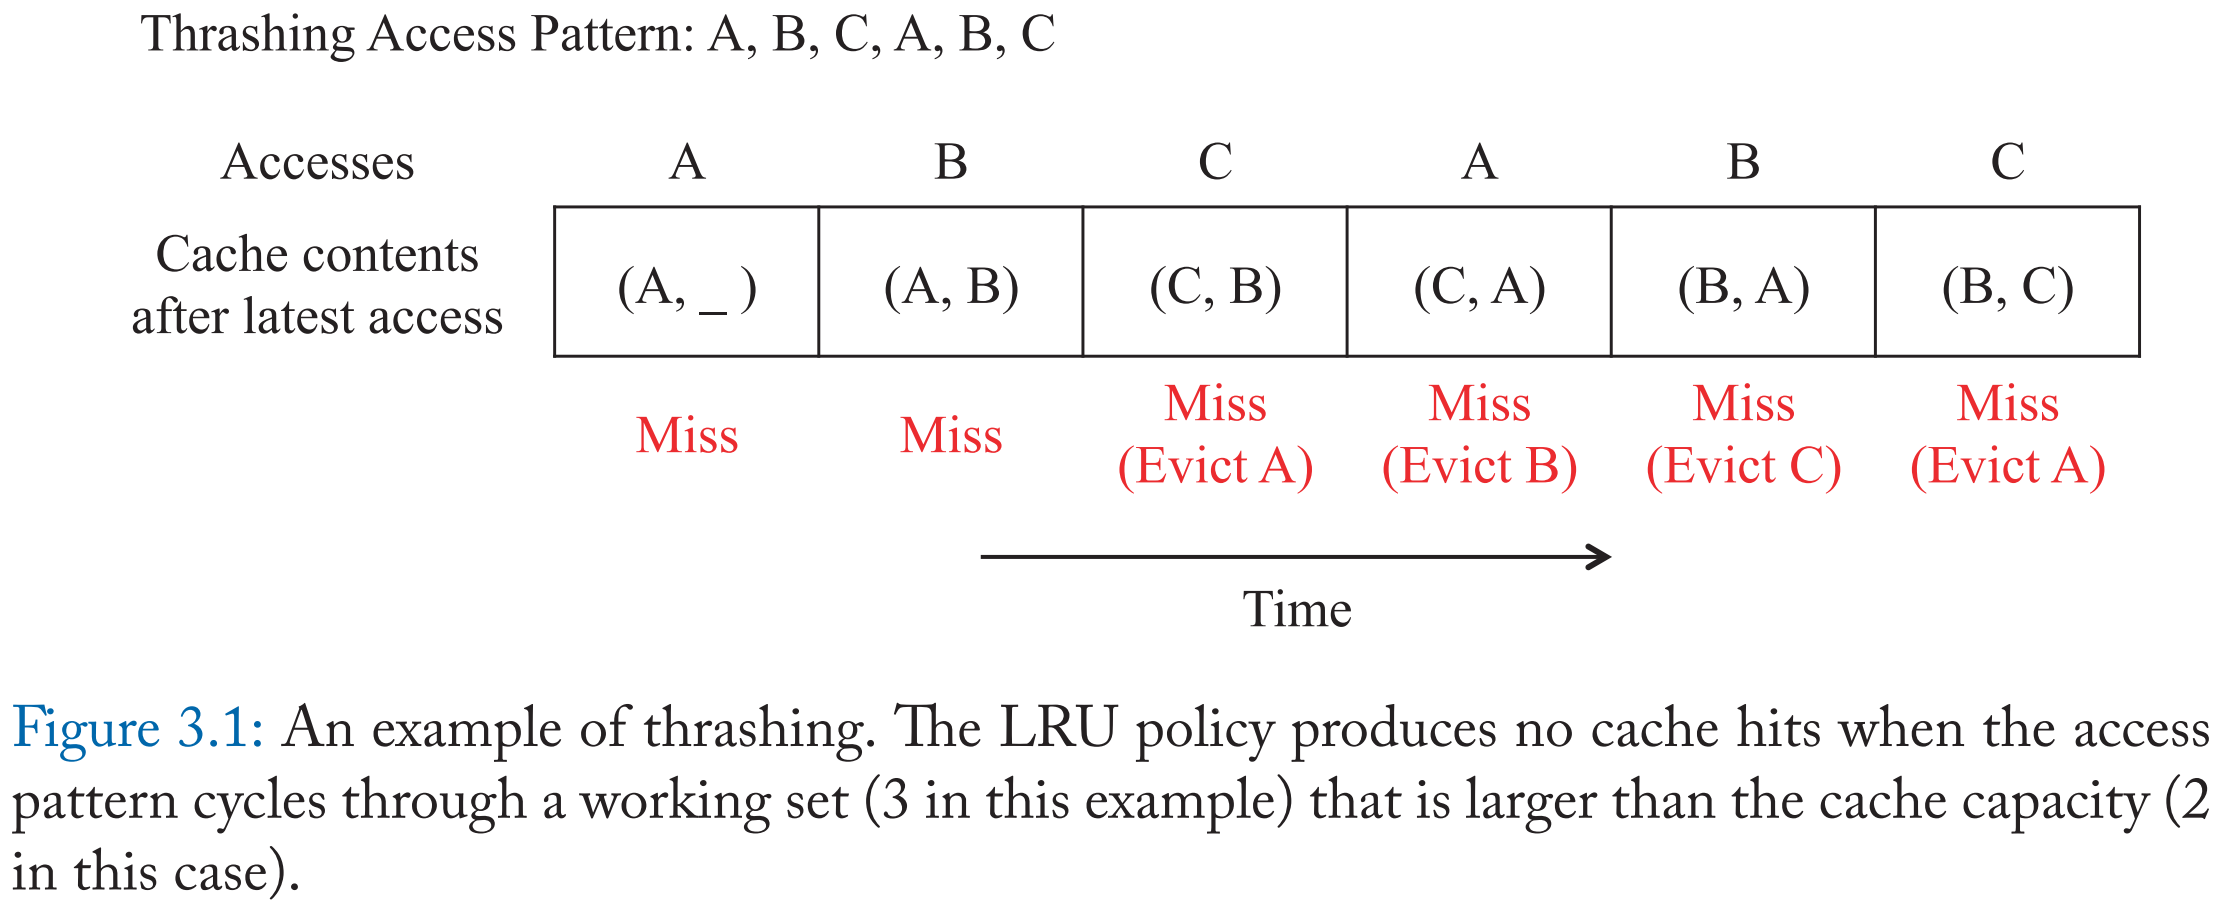 Thrashing Access Pattern: A, B, C, A, B, C
Accesses A B C A B C
Cache contents
after latest access
(A, _ ) (A, B) (C, B) (C, A) (B, A) (B, C)
Miss Miss Miss Miss Miss Miss
(Evict A) (Evict B) (Evict C) (Evict A)
Time
Figure 3.1: An example of thrashing. The LRU policy produces no cache hits when the access
pattern cycles through a working set (3 in this example) that is larger than the cache capacity (2
in this case).